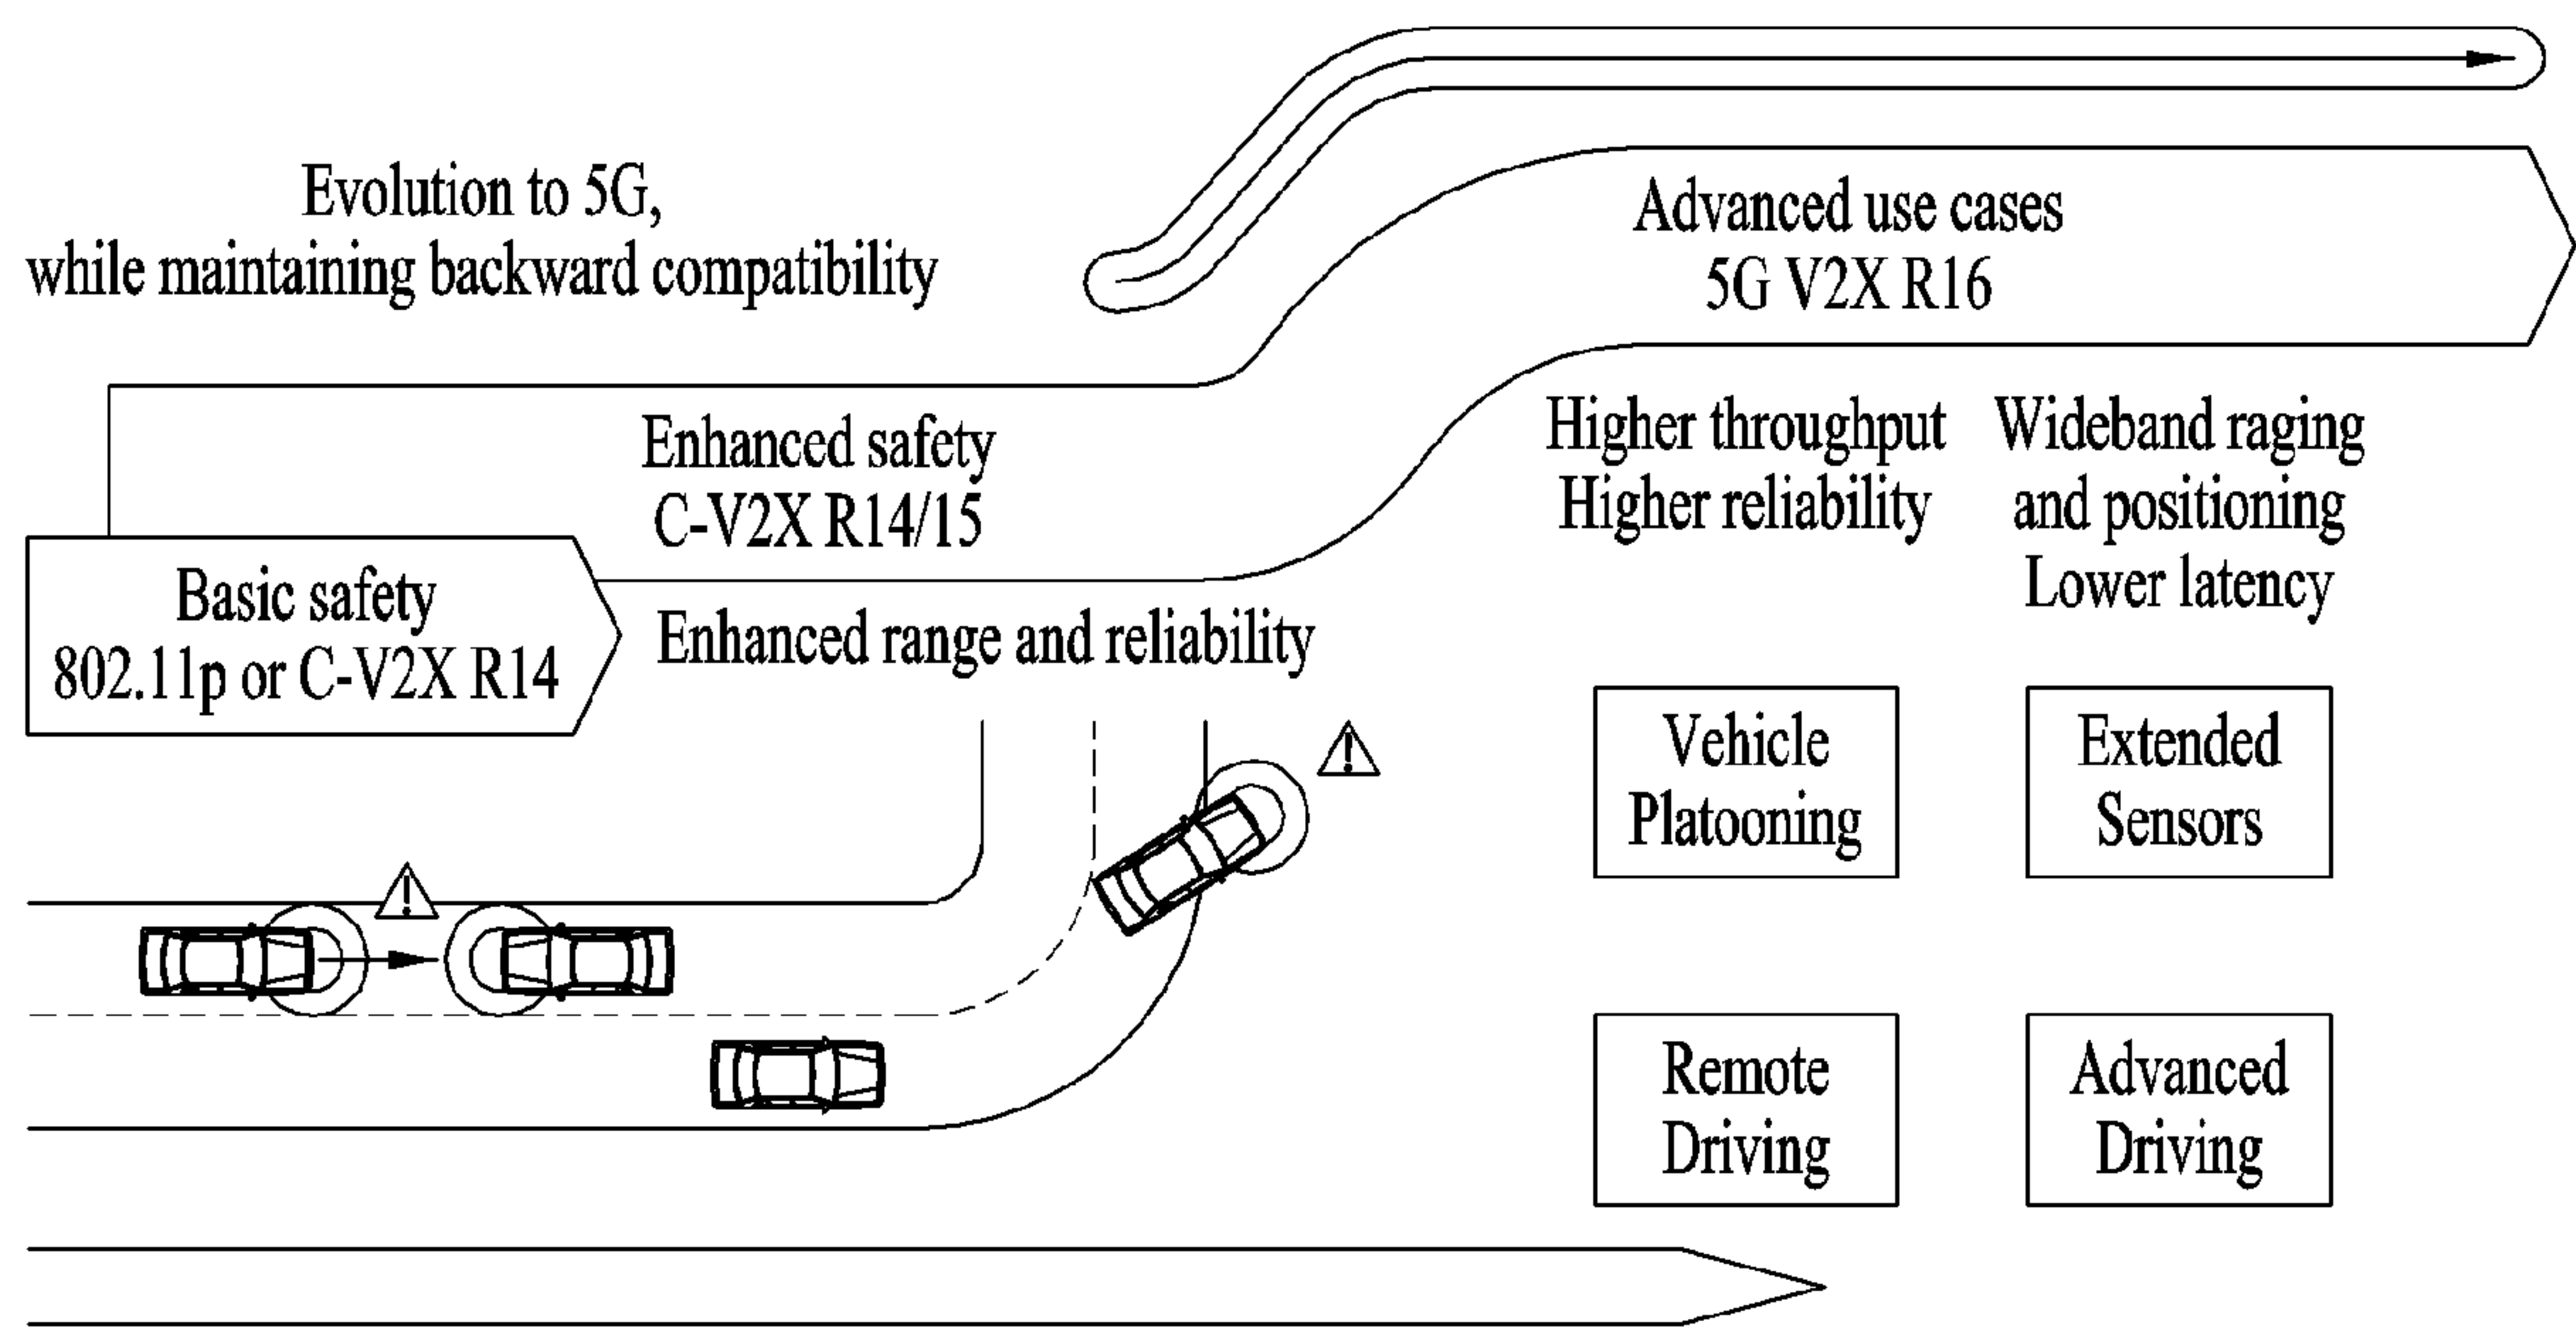 Evolution to 5G,
while maintaining backward compatibility
Advanced use cases
5G V2X R16
Enhanced safety
C-V2X R14/15
Basic safety
802.11p or C-V2X R14
Enhanced range and reliability
Higher throughput
Higher reliability
Wideband raging
and positioning
Lower latency
Vehicle
Platooning
Extended
Sensors
Remote
Driving
Advanced
Driving